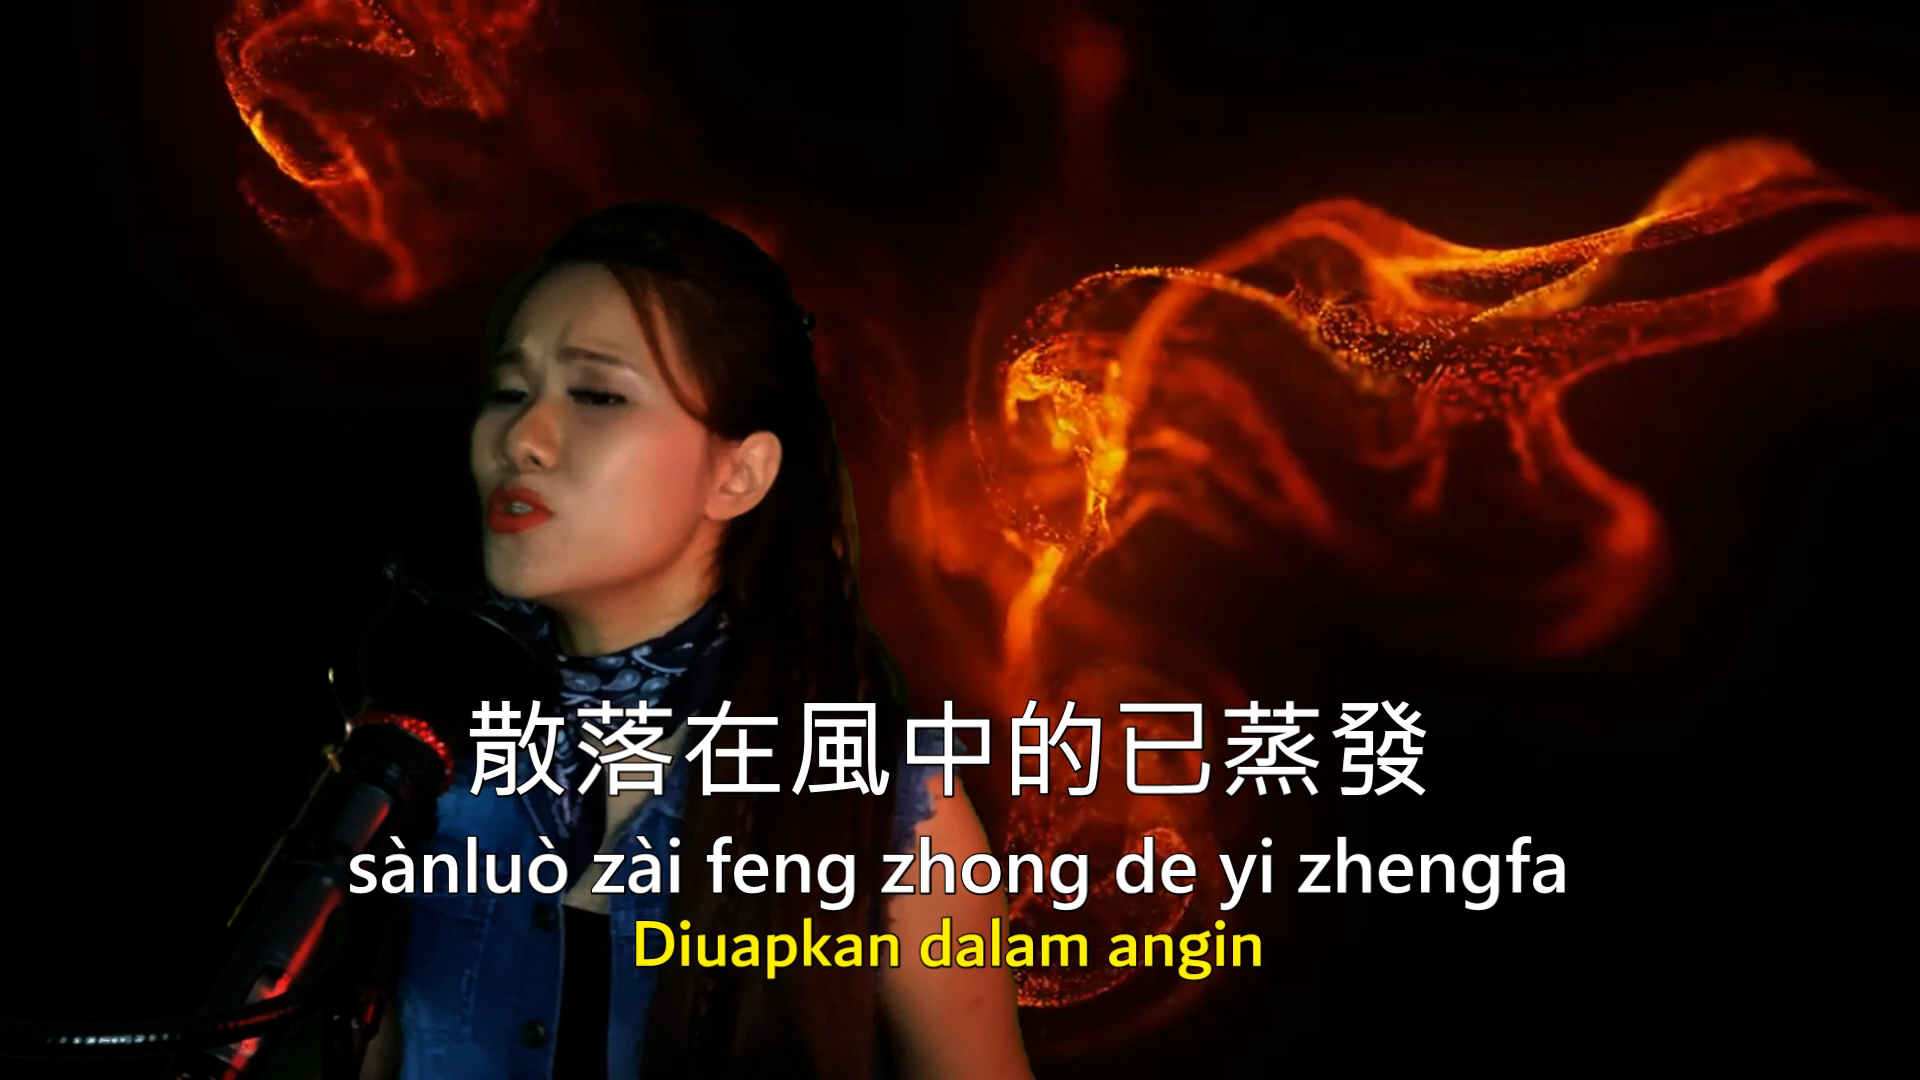 散落在風中的已蒸發
sànluò zài feng zhong de yi zhengfa
Diuapkan dalam angin